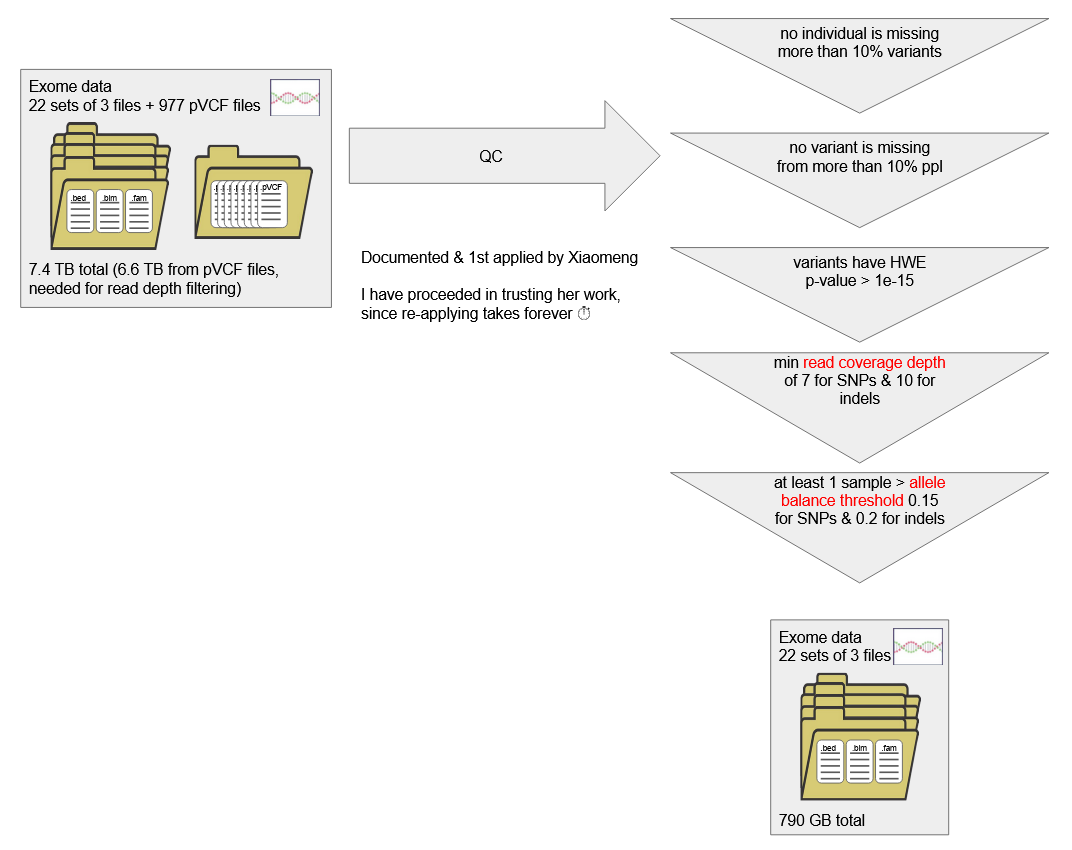 Exome data
22 sets of 3 files + 977 pVCF files
.bed
.bim
.fam
.pVCF
7.4 TB total (6.6 TB from pVCF files,
needed for read depth filtering)
QC
Documented & 1st applied by Xiaomeng
I have proceeded in trusting her work,
since re-applying takes forever ⏱
no individual is missing
more than 10% variants
no variant is missing
from more than 10% ppl
variants have HWE
p-value > 1e-15
min read coverage depth
of 7 for SNPs & 10 for
indels
at least 1 sample > allele
balance threshold 0.15
for SNPs & 0.2 for indels
Exome data
22 sets of 3 files
.bed
.bim
.fam
790 GB total